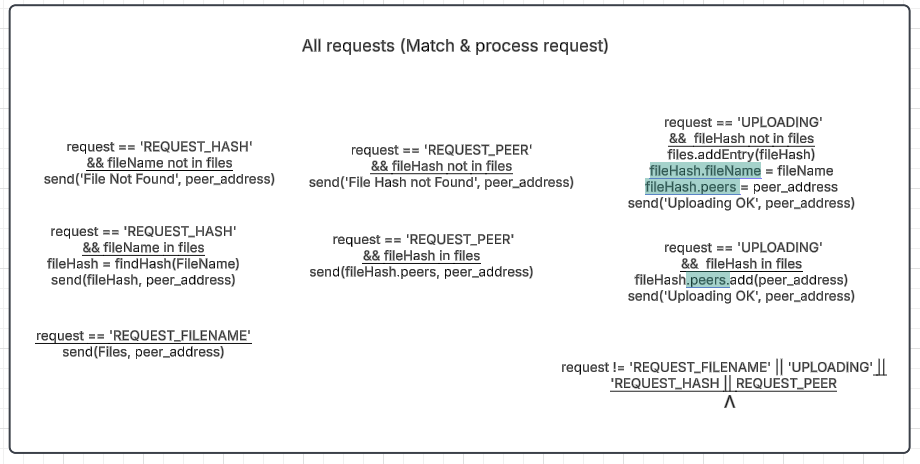 All requests (Match & process request)
request == 'REQUEST_HASH'
&& fileName not in files
send('File Not Found', peer_address)
request == 'REQUEST_PEER'
&& fileHash not in files
send('File Hash not Found', peer_address)
request == 'UPLOADING'
&& fileHash not in files
files.addEntry(fileHash)
fileHash.fileName = fileName
fileHash.peers = peer_address
send('Uploading OK', peer_address)
request == 'REQUEST_HASH'
&& fileName in files
fileHash = findHash(FileName)
send(fileHash, peer_address)
request == 'REQUEST_PEER'
&& fileHash in files
send(fileHash.peers, peer_address)
request == 'UPLOADING'
&& fileHash in files
fileHash.peers.add(peer_address)
send('Uploading OK', peer_address)
request == 'REQUEST_FILENAME'
send(Files, peer_address)
request != 'REQUEST_FILENAME' || 'UPLOADING' ||
'REQUEST_HASH || REQUEST_PEER
Λ